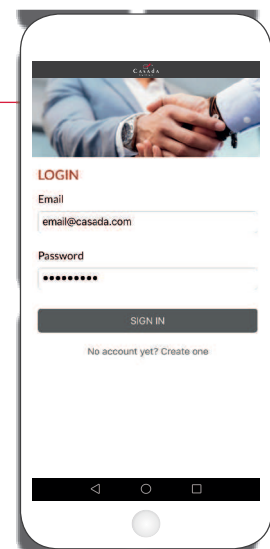 CASADA
LOGIN
Email
email@casada.com
Password
•••••••••
SIGN IN
No account yet? Create one